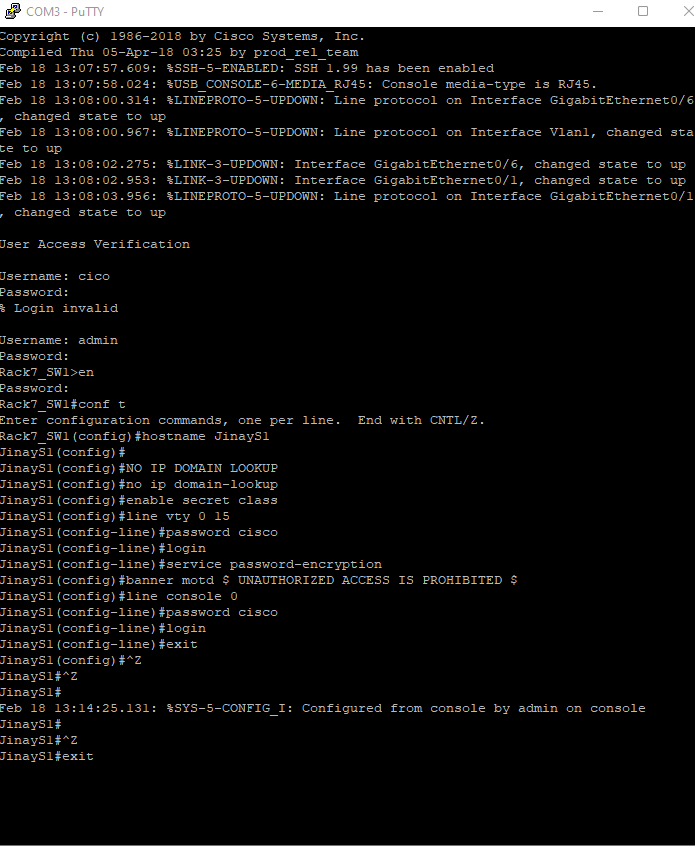 COM3 - PuTTY
Copyright (c) 1986-2018 by Cisco Systems, Inc.
Compiled Thu 05-Apr-18 03:25 by prod_rel_team
Feb 18 13:07:57.609: %SSH-5-ENABLED: SSH 1.99 has been enabled
Feb 18 13:07:58.024: %USB_CONSOLE-6-MEDIA_RJ45: Console media-type is RJ45.
Feb 18 13:08:00.314: %LINEPROTO-5-UPDOWN: Line protocol on Interface GigabitEthernet0/6
, changed state to up
Feb 18 13:08:00.967: %LINEPROTO-5-UPDOWN: Line protocol on Interface Vlan1, changed sta
te to up
Feb 18 13:08:02.275: %LINK-3-UPDOWN: Interface GigabitEthernet0/6, changed state to up
Feb 18 13:08:02.953: %LINK-3-UPDOWN: Interface GigabitEthernet0/1, changed state to up
Feb 18 13:08:03.956: %LINEPROTO-5-UPDOWN: Line protocol on Interface GigabitEthernet0/1
, changed state to up
User Access Verification
Username: cico
Password:
% Login invalid
Username: admin
Password:
Rack7_SW1>en
Password:
Rack7_SW1#conf t
Enter configuration commands, one per line.  End with CNTL/Z.
Rack7_SW1(config)#hostname JinayS1
JinayS1(config)#
JinayS1(config)#NO IP DOMAIN LOOKUP
JinayS1(config)#no ip domain-lookup
JinayS1(config)#enable secret class
JinayS1(config)#line vty 0 15
JinayS1(config-line)#password cisco
JinayS1(config-line)#login
JinayS1(config-line)#service password-encryption
JinayS1(config)#banner motd $ UNAUTHORIZED ACCESS IS PROHIBITED $
JinayS1(config)#line console 0
JinayS1(config-line)#password cisco
JinayS1(config-line)#login
JinayS1(config-line)#exit
JinayS1(config)#^Z
JinayS1#^Z
JinayS1#
Feb 18 13:14:25.131: %SYS-5-CONFIG_I: Configured from console by admin on console
JinayS1#
JinayS1#^Z
JinayS1#exit